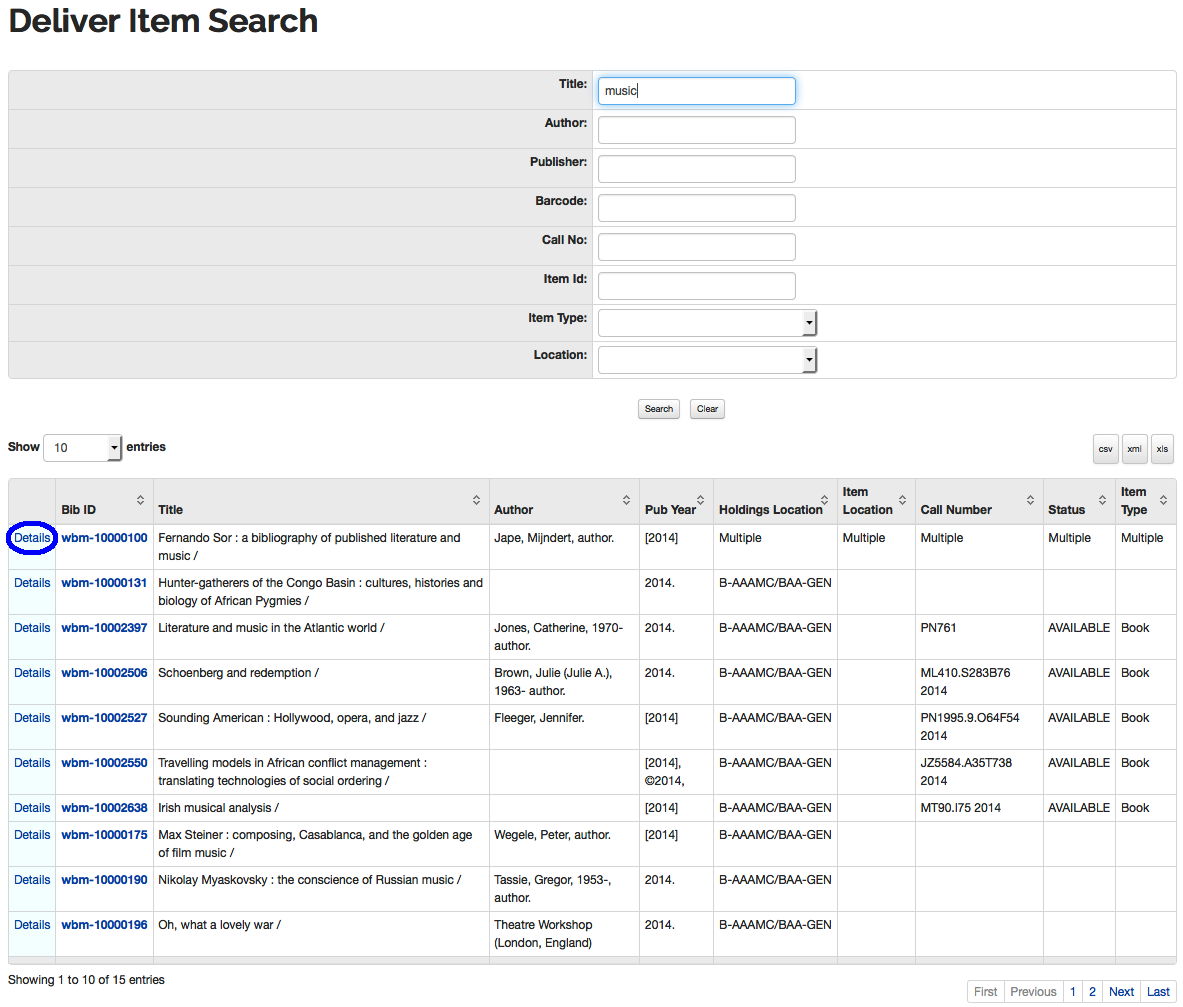 Deliver Item Search
Title: music
Author:
Publisher:
Barcode:
Call No:
Item Id:
Item Type:
Location:
Search Clear
Show 10 entries csv xml xls
Bib ID Title Author Pub Year Holdings Location Item Location Call Number Status Item Type
Details wbm-10000100 Fernando Sor : a bibliography of published literature and Jape, Mijndert, author. [2014] Multiple Multiple Multiple Multiple Multiple
music /
Details wbm-10000131 Hunter-gatherers of the Congo Basin : cultures, histories and 2014. B-AAAMC/BAA-GEN
biology of African Pygmies /
Details wbm-10002397 Literature and music in the Atlantic world / Jones, Catherine, 1970- 2014. B-AAAMC/BAA-GEN PN761 AVAILABLE Book
author.
Details wbm-10002506 Schoenberg and redemption / Brown, Julie (Julie A.), 2014. B-AAAMC/BAA-GEN ML410.S283B76 AVAILABLE Book
1963- author. 2014
Details wbm-10002527 Sounding American : Hollywood, opera, and jazz / Fleeger, Jennifer. [2014] B-AAAMC/BAA-GEN PN1995.9.O64F54 AVAILABLE Book
2014
Details wbm-10002550 Travelling models in African conflict management : [2014], B-AAAMC/BAA-GEN JZ5584.A35T738 AVAILABLE Book
translating technologies of social ordering / ©2014, 2014
Details wbm-10002638 Irish musical analysis / [2014] B-AAAMC/BAA-GEN MT90.I75 2014 AVAILABLE Book
Details wbm-10000175 Max Steiner : composing, Casablanca, and the golden age Wegele, Peter, author. [2014] B-AAAMC/BAA-GEN
of film music /
Details wbm-10000190 Nikolay Myaskovsky : the conscience of Russian music / Tassie, Gregor, 1953-, 2014. B-AAAMC/BAA-GEN
author.
Details wbm-10000196 Oh, what a lovely war / Theatre Workshop 2014. B-AAAMC/BAA-GEN
(London, England)
Showing 1 to 10 of 15 entries
First Previous 1 2 Next Last